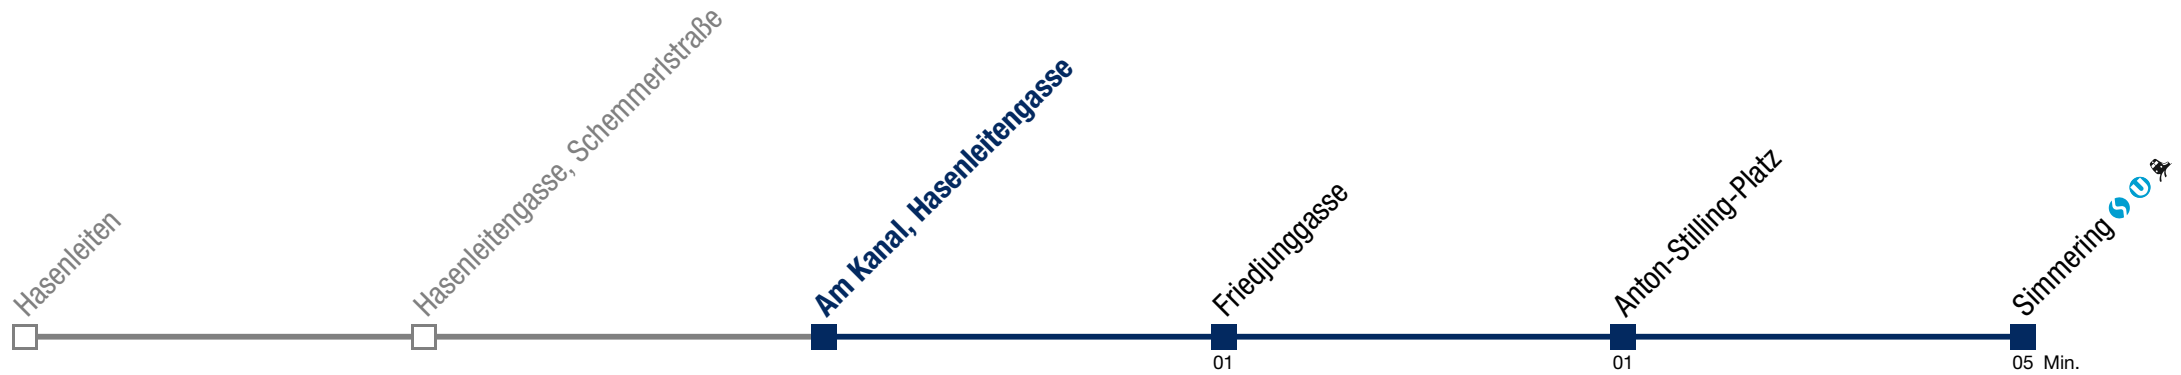 Hasenleiten
Hasenleitengasse, Schemmerlstraße
Am Kanal, Hasenleitengasse
Friedjunggasse
Anton-Stilling-Platz
Simmering S U
01
01
05 Min.